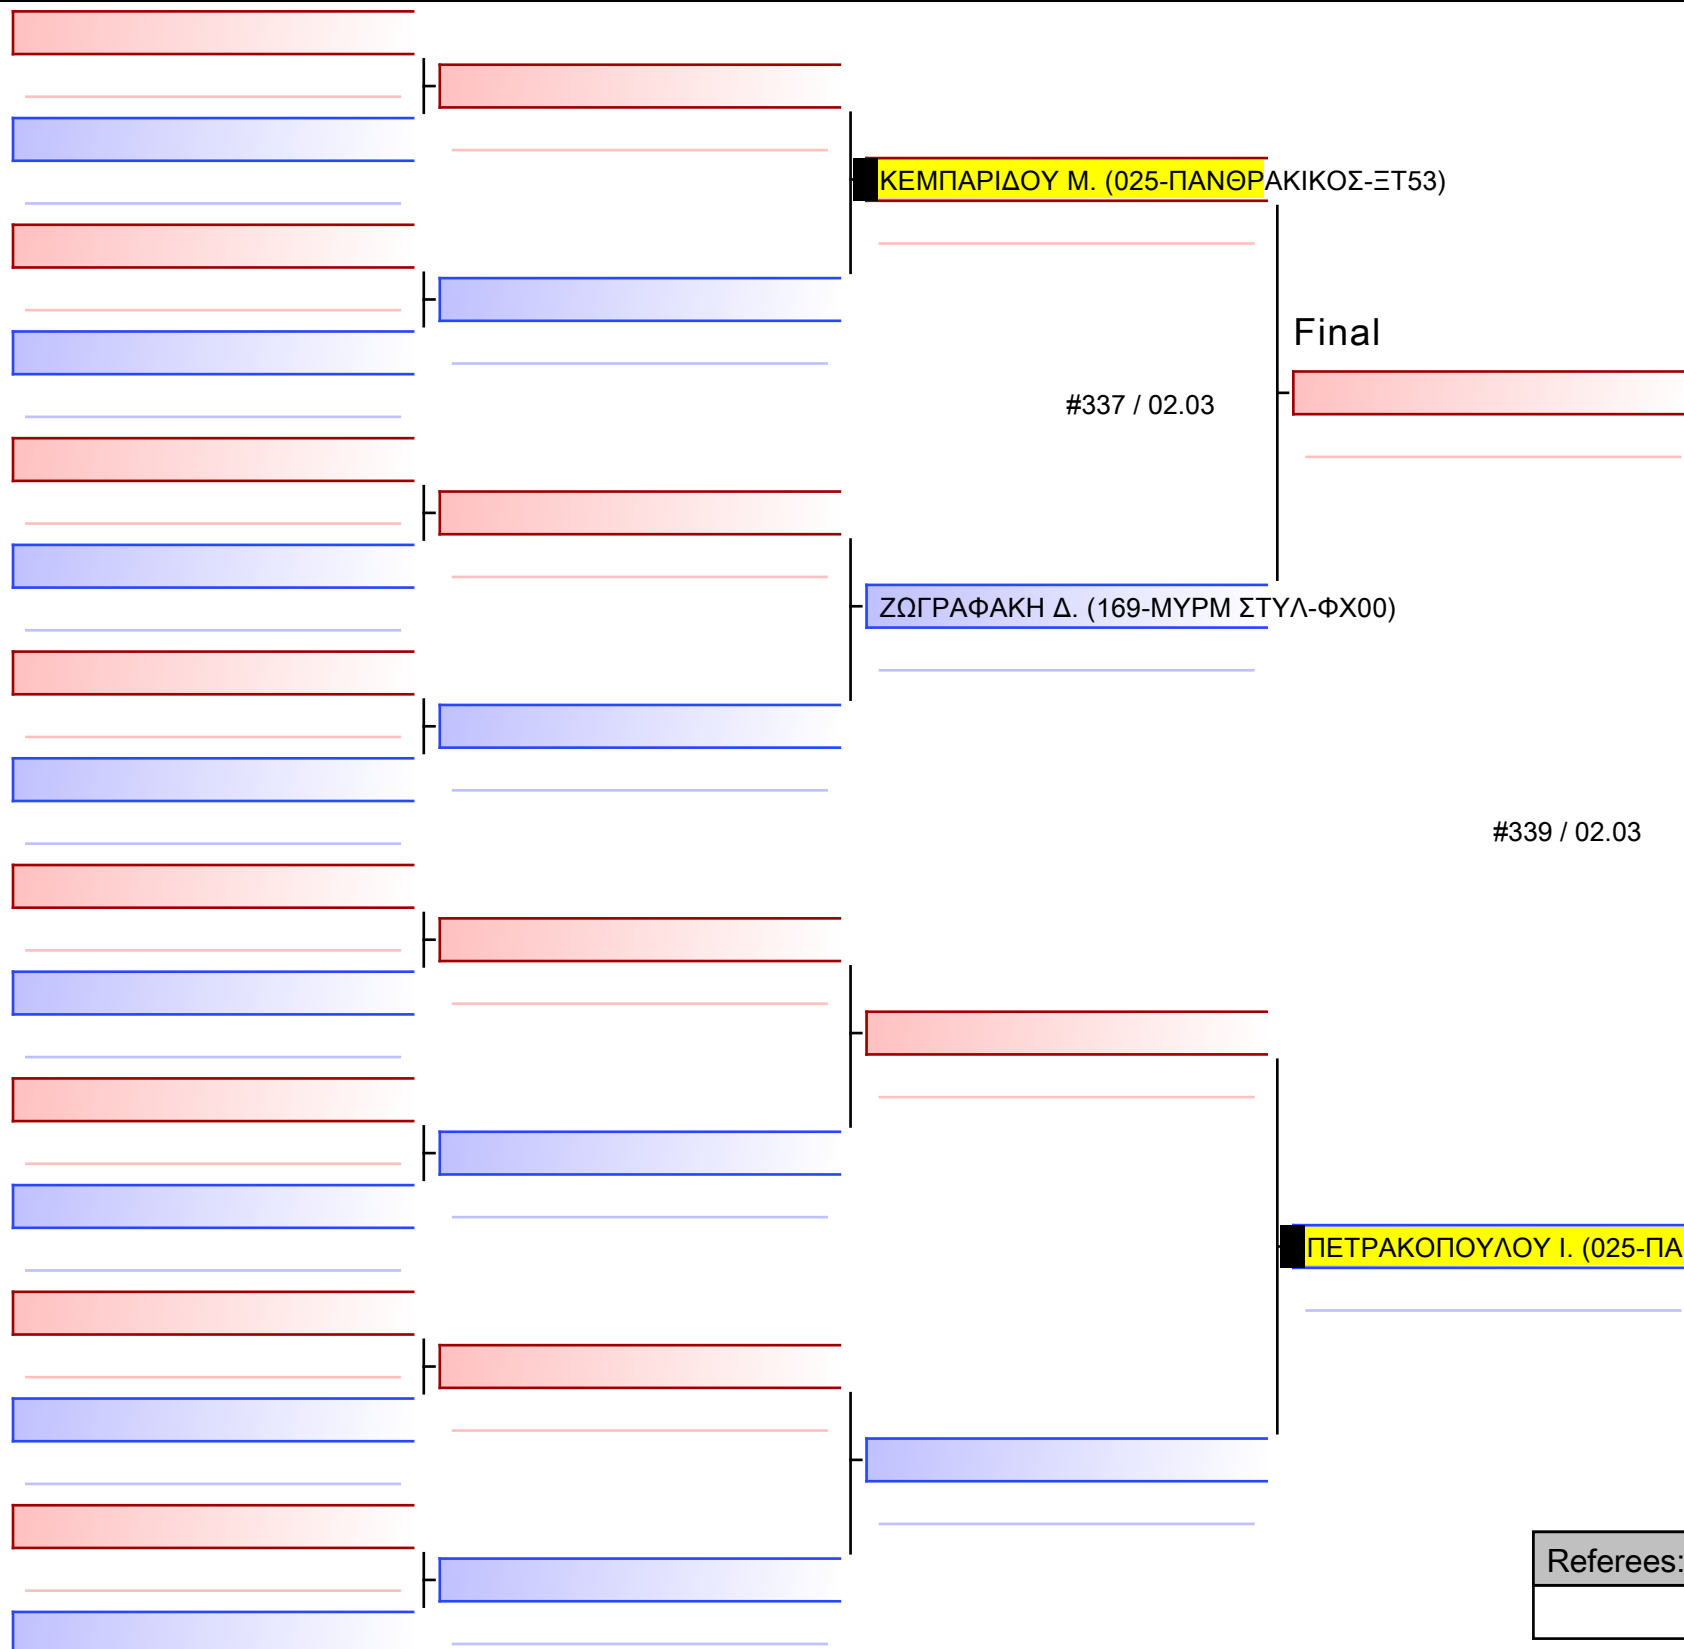 ΚΕΜΠΑΡΙΔΟΥ Μ. (025-ΠΑΝΘΡΑΚΙΚΟΣ-ΞΤ53)
Final
#337 / 02.03
ΖΩΓΡΑΦΑΚΗ Δ. (169-ΜΥΡΜ ΣΤΥΛ-ΦΧ00)
#339 / 02.03
ΠΕΤΡΑΚΟΠΟΥΛΟΥ Ι. (025-ΠΑ
Referees: